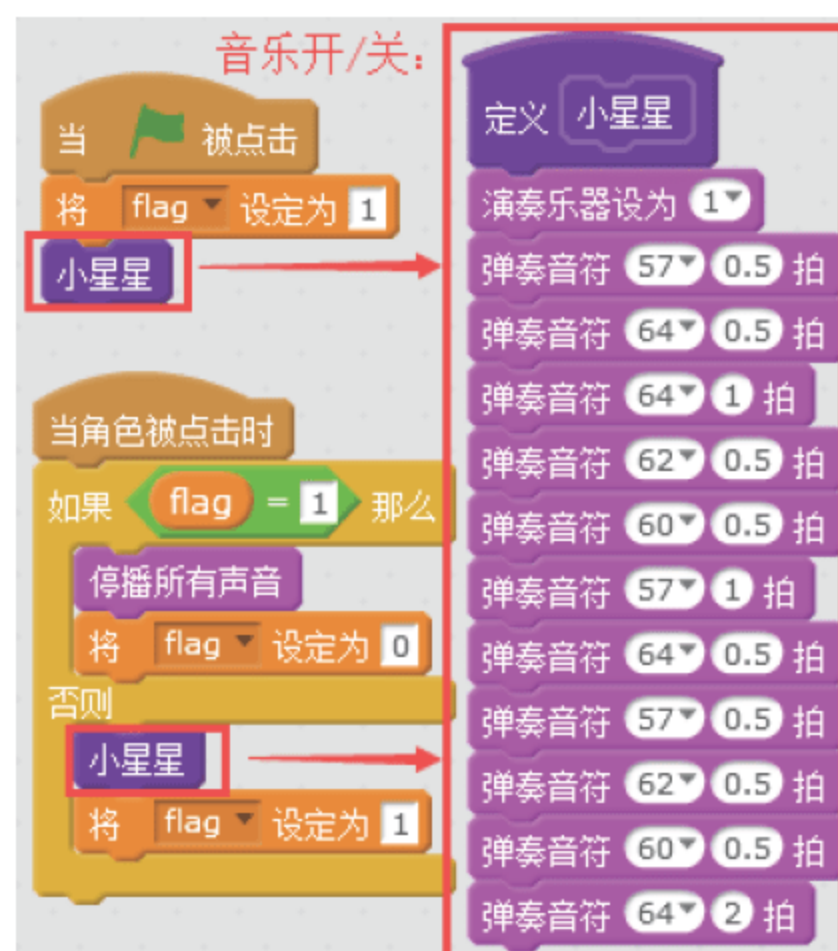 音乐开/关:
当 被点击
将 flag 设定为 1
小星星
当角色被点击时
如果 flag = 1 那么
停播所有声音
将 flag 设定为 0
否则
小星星
将 flag 设定为 1
定义 小星星
演奏乐器设为 1
弹奏音符 57 0.5 拍
弹奏音符 64 0.5 拍
弹奏音符 64 1 拍
弹奏音符 62 0.5 拍
弹奏音符 60 0.5 拍
弹奏音符 57 1 拍
弹奏音符 64 0.5 拍
弹奏音符 57 0.5 拍
弹奏音符 62 0.5 拍
弹奏音符 60 0.5 拍
弹奏音符 64 2 拍